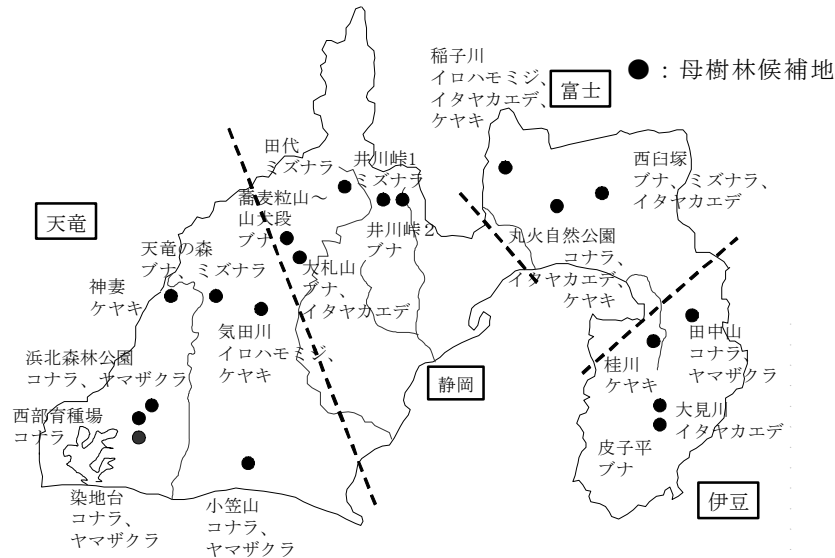 稲子川
イロハモミジ、
イタヤカエデ、
ケヤキ
富士
●：母樹林候補地
田代
ミズナラ
井川峠1
ミズナラ
西臼塚
ブナ、ミズナラ、
イタヤカエデ
蕎麦粒山～
山犬段
ブナ
天竜
井川峠２
ブナ
丸火自然公園
コナラ、
イタヤカエデ、
ケヤキ
天竜の森
ブナ、ミズナラ
大札山
ブナ、
イタヤカエデ
神妻
ケヤキ
気田川
イロハモミジ、
ケヤキ
田中山
コナラ、
ヤマザクラ
桂川
ケヤキ
浜北森林公園
コナラ、ヤマザクラ
静岡
西部育種場
コナラ
大見川
イタヤカエデ
皮子平
ブナ
伊豆
染地台
コナラ、
ヤマザクラ
小笠山
コナラ、
ヤマザクラ